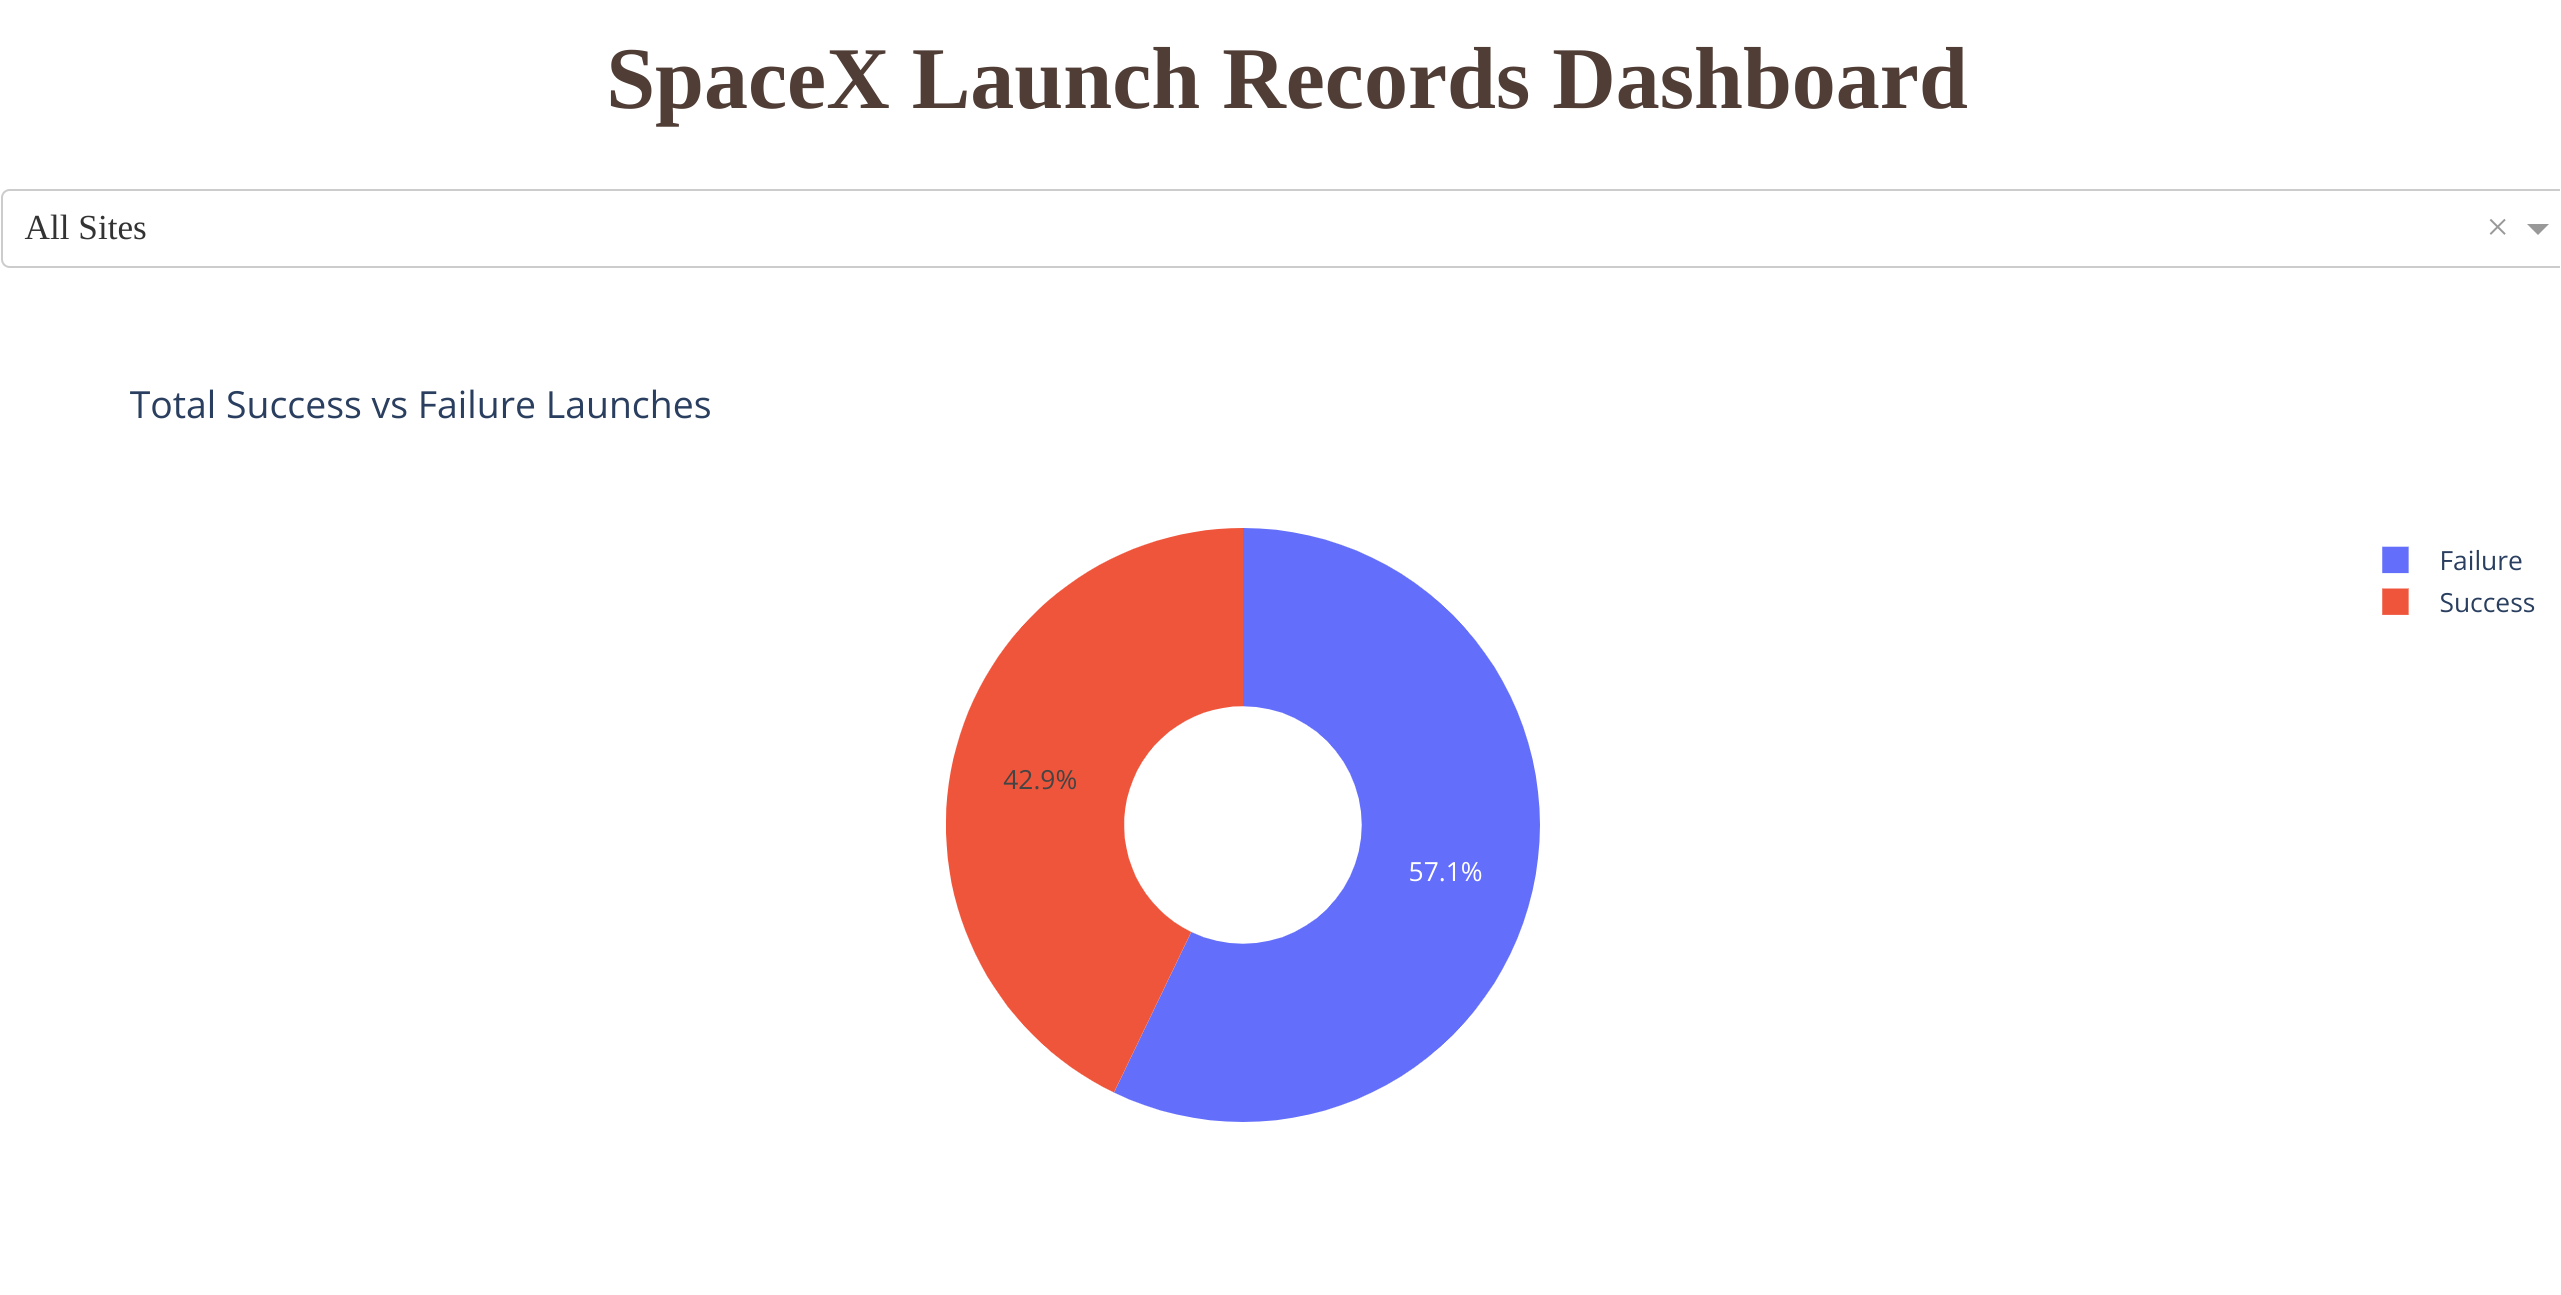 SpaceX Launch Records Dashboard
All Sites
Total Success vs Failure Launches
Failure
Success
42.9%
57.1%